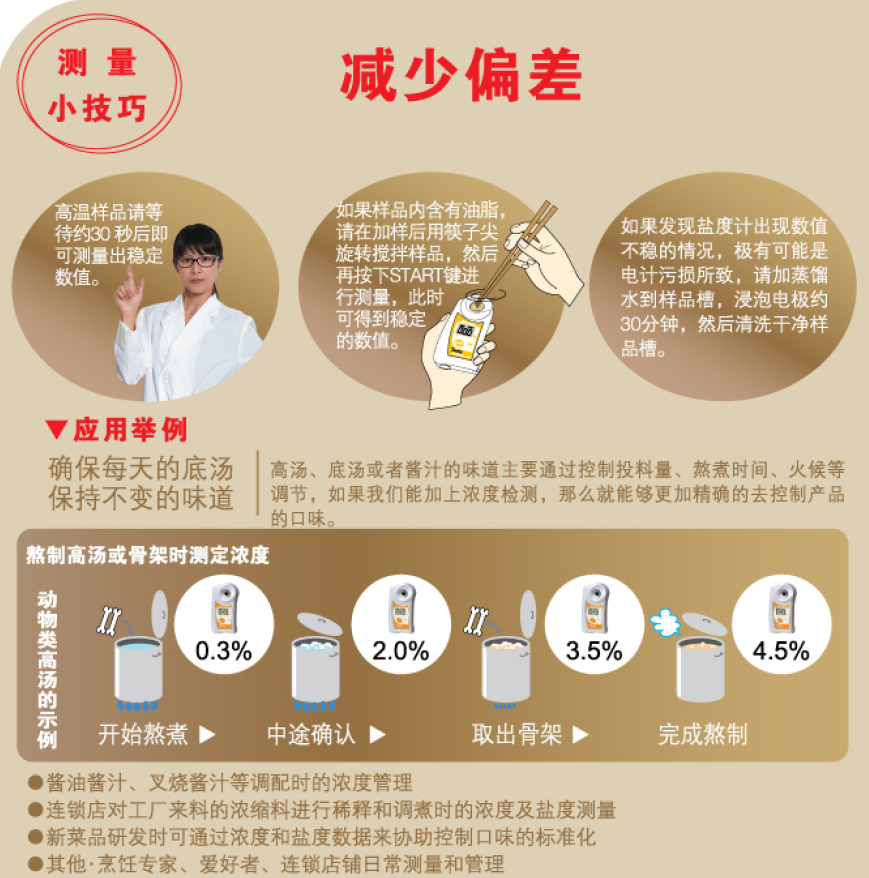 测 量
小技巧
减少偏差
高温样品请等
待约30 秒后即
可测量出稳定
数值。
如果样品内含有油脂，
请在加样后用筷子尖
旋转搅拌样品，然后
再按下START键进
行测量，此时
可得到稳定
的数值。
如果发现盐度计出现数值
不稳的情况，极有可能是
电计污损所致，请加蒸馏
水到样品槽，浸泡电极约
30分钟，然后清洗干净样
品槽。
▼应用举例
确保每天的底汤
保持不变的味道
高汤、底汤或者酱汁的味道主要通过控制投料量、熬煮时间、火候等
调节，如果我们能加上浓度检测，那么就能够更加精确的去控制产品
的口味。
熬制高汤或骨架时测定浓度
动物类高汤的示例
0.3%
2.0%
3.5%
4.5%
开始熬煮 ▶
中途确认 ▶
取出骨架 ▶
完成熬制
●酱油酱汁、叉烧酱汁等调配时的浓度管理
●连锁店对工厂来料的浓缩料进行稀释和调煮时的浓度及盐度测量
●新菜品研发时可通过浓度和盐度数据来协助控制口味的标准化
●其他·烹饪专家、爱好者、连锁店铺日常测量和管理